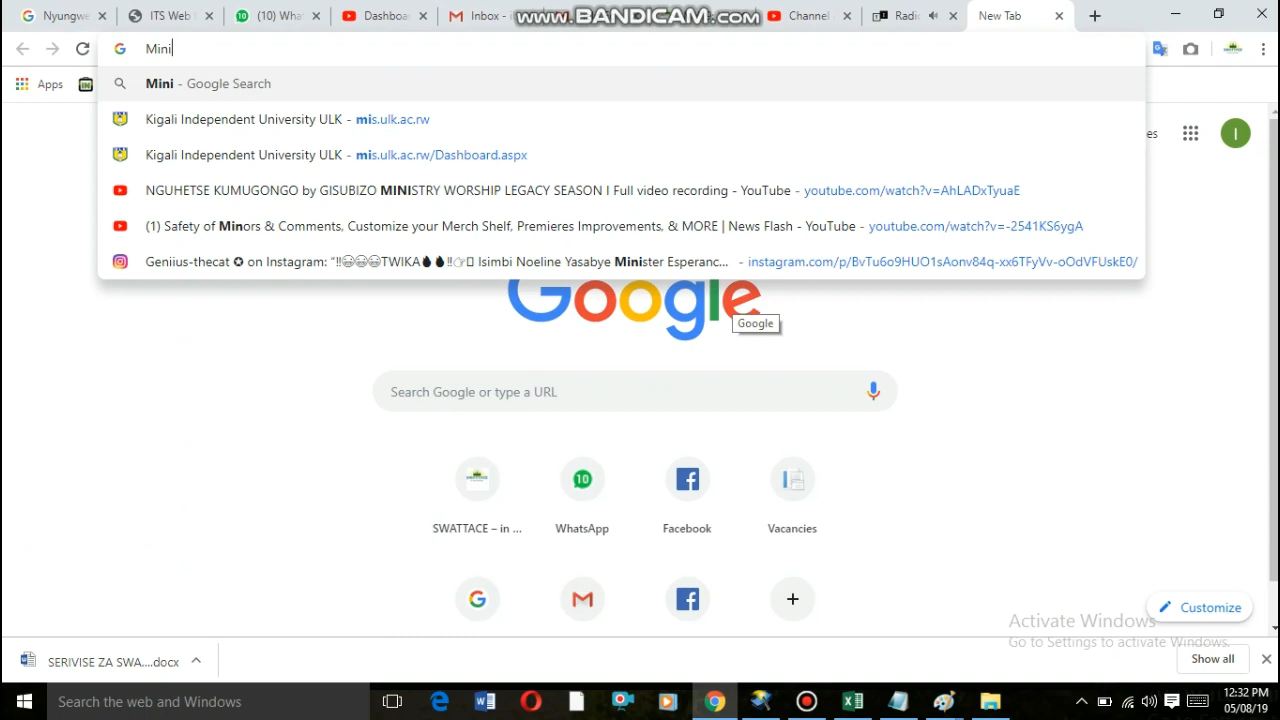 Nyungwe
ITS Web
(10) Wha
Dashboa
Inbox - i
www.BANDICAM.com
Channel
Radi
New Tab
Mini
Mini - Google Search
Kigali Independent University ULK - mis.ulk.ac.rw
Kigali Independent University ULK - mis.ulk.ac.rw/Dashboard.aspx
NGUHETSE KUMUGONGO by GISUBIZO MINISTRY WORSHIP LEGACY SEASON I Full video recording - YouTube - youtube.com/watch?v=AhLADxTyuaE
(1) Safety of Minors & Comments, Customize your Merch Shelf, Premieres Improvements, & MORE | News Flash - YouTube - youtube.com/watch?v=-2541KS6ygA
Geniius-thecat ✪ on Instagram: "‼️😂😂😂TWIKA💧💧‼️👉 Isimbi Noeline Yasabye Minister Esperanc... - instagram.com/p/BvTu6o9HUO1sAonv84q-xx6TFyVv-oOdVFUskE0/
Apps
es
I
Google
Google
Search Google or type a URL
SWATTACE – in ...
10
WhatsApp
Facebook
Vacancies
Customize
Activate Windows
Go to Settings to activate Windows.
SERIVISE ZA SWA....docx
Show all
Search the web and Windows
12:32 PM
05/08/19